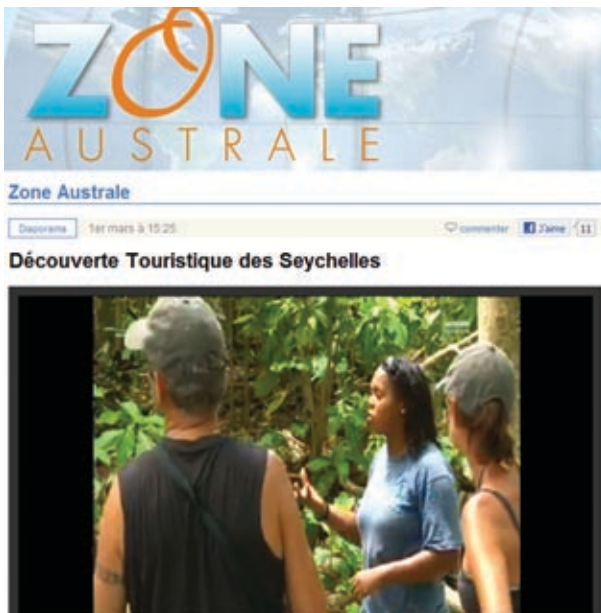 ZONE
AUSTRALE
Zone Australe
Diaporama 1er mars à 15:25 commenter J'aime 11
Découverte Touristique des Seychelles